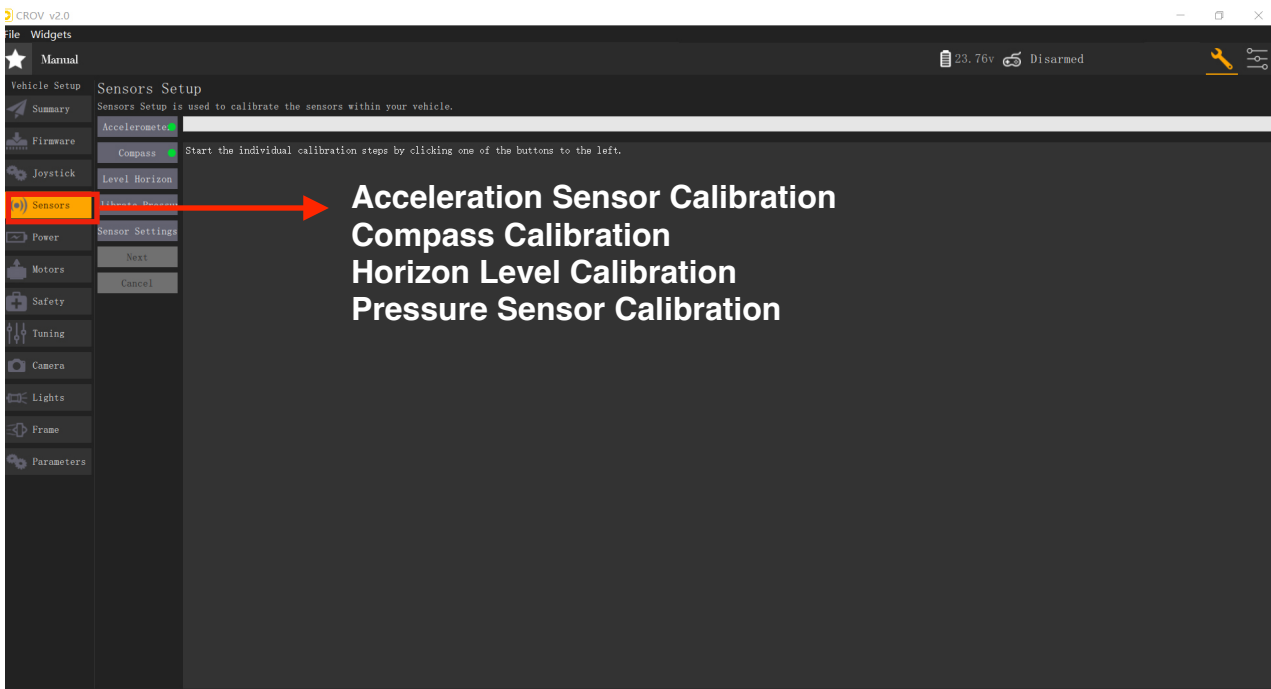 CROV v2.0
File Widgets
Manual
23.76v
Disarmed
Vehicle Setup
Summary
Firmware
Joystick
Sensors
Power
Motors
Safety
Tuning
Camera
Lights
Frame
Parameters
Sensors Setup
Sensors Setup is used to calibrate the sensors within your vehicle.
Accelerometer
Compass
Level Horizon
Sensor Settings
Next
Cancel
Start the individual calibration steps by clicking one of the buttons to the left.
Acceleration Sensor Calibration
Compass Calibration
Horizon Level Calibration
Pressure Sensor Calibration